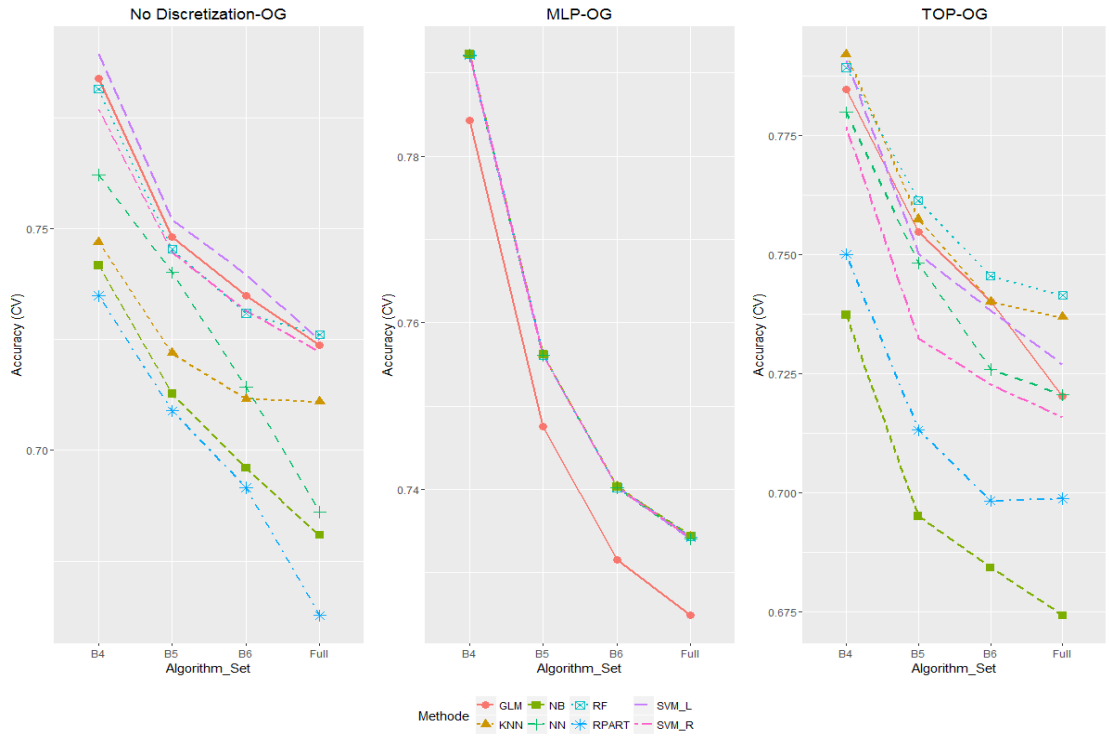 No Discretization-OG
MLP-OG
TOP-OG
Accuracy (CV)
0.75
0.70
B4 B5 B6 Full
Algorithm_Set
Accuracy (CV)
0.78
0.76
0.74
B4 B5 B6 Full
Algorithm_Set
Accuracy (CV)
0.775
0.750
0.725
0.700
0.675
B4 B5 B6 Full
Algorithm_Set
Methode
GLM NB RF SVM_L
KNN NN RPART SVM_R